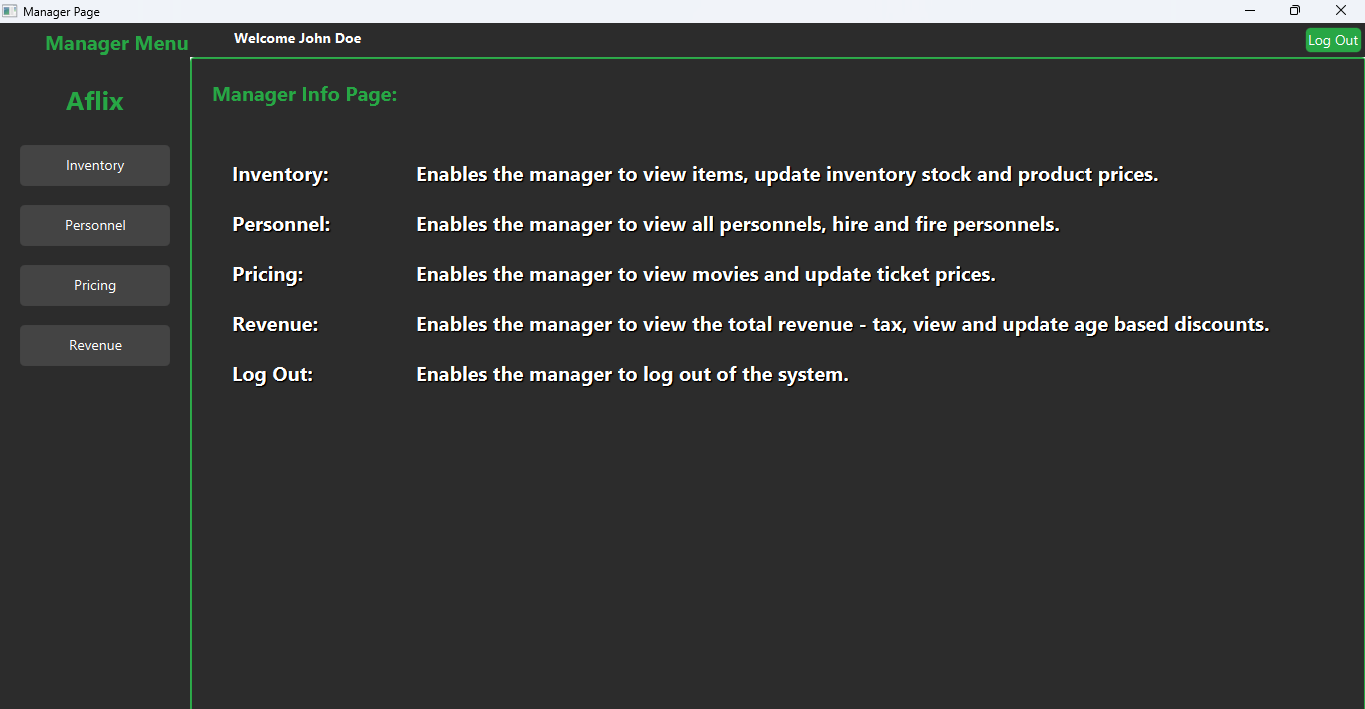 Manager Page
Manager Menu
Welcome John Doe
Log Out
Aflix
Manager Info Page:
Inventory
Personnel
Pricing
Revenue
Inventory: Enables the manager to view items, update inventory stock and product prices.
Personnel: Enables the manager to view all personnels, hire and fire personnels.
Pricing: Enables the manager to view movies and update ticket prices.
Revenue: Enables the manager to view the total revenue - tax, view and update age based discounts.
Log Out: Enables the manager to log out of the system.